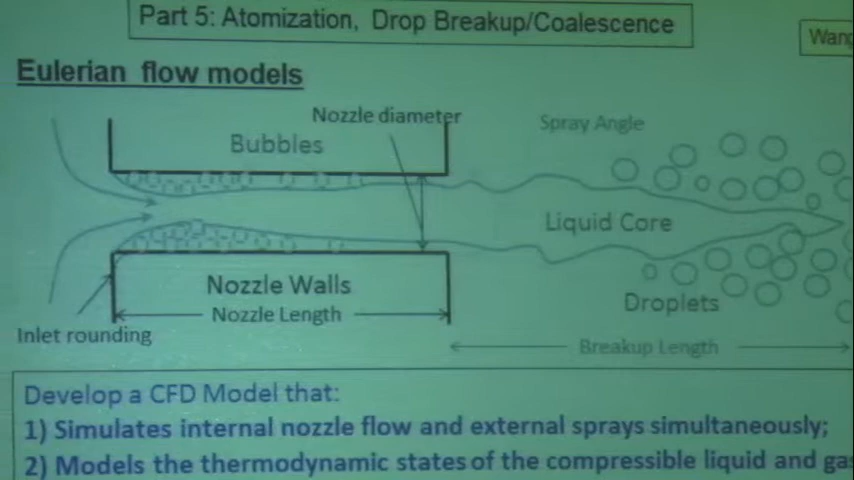 Part 5: Atomization, Drop Breakup/Coalescence
Wang
Eulerian flow models
Nozzle diameter
Spray Angle
Bubbles
Liquid Core
Nozzle Walls
Nozzle Length
Droplets
Inlet rounding
Breakup Length
Develop a CFD Model that:
1) Simulates internal nozzle flow and external sprays simultaneously;
2) Models the thermodynamic states of the compressible liquid and gas